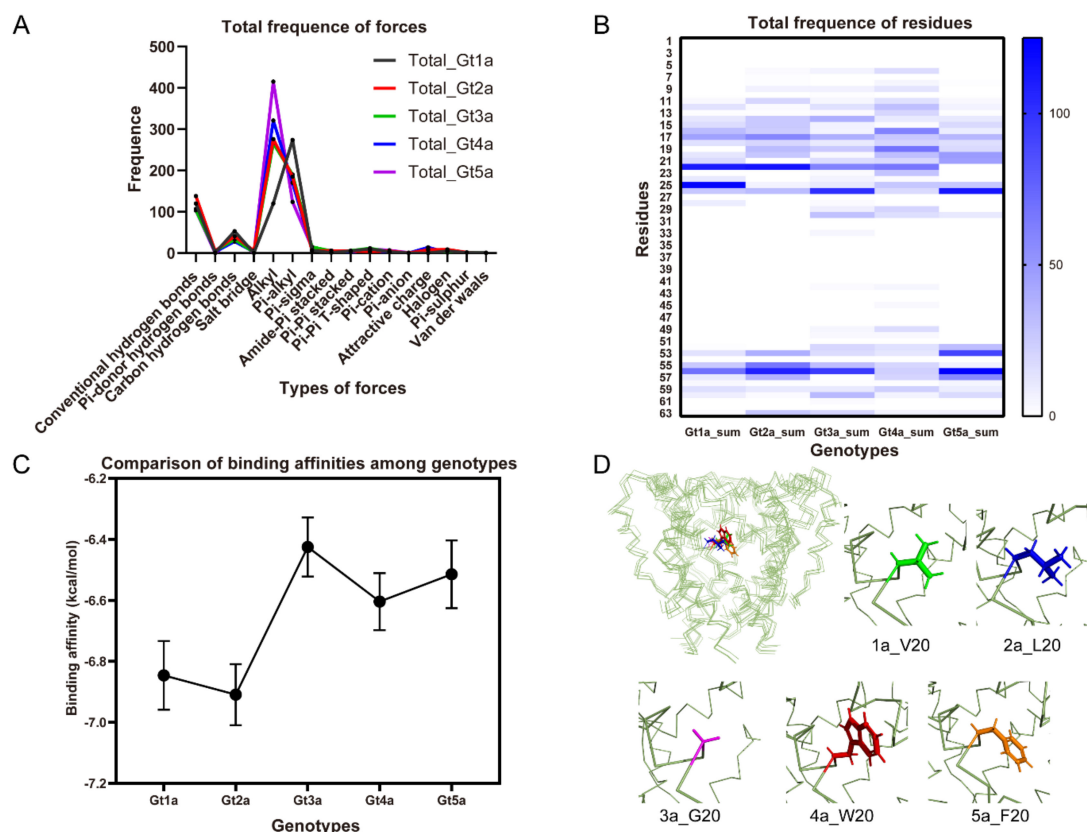 A
Total frequence of forces
500
400
300
200
100
0
Frequence
Total_Gt1a
Total_Gt2a
Total_Gt3a
Total_Gt4a
Total_Gt5a
Conventional hydrogen bonds
Pi-donor hydrogen bonds
Carbon hydrogen bonds
Salt bridge
Alkyl
Pi-alkyl
Pi-sigma
Amide-Pi stacked
Pi-Pi stacked
Pi-Pi T-shaped
Pi-cation
Pi-anion
Attractive charge
Halogen
Pi-sulphur
Van der waals
Types of forces
B
Total frequence of residues
1
3
5
7
9
11
13
15
17
19
21
23
25
27
29
31
33
35
37
39
41
43
45
47
49
51
53
55
57
59
61
63
Residues
Gt1a_sum Gt2a_sum Gt3a_sum Gt4a_sum Gt5a_sum
Genotypes
100
50
0
C
Comparison of binding affinities among genotypes
-6.2
-6.4
-6.6
-6.8
-7.0
-7.2
Binding affinity (kcal/mol)
Gt1a Gt2a Gt3a Gt4a Gt5a
Genotypes
D
1a_V20
2a_L20
3a_G20
4a_W20
5a_F20